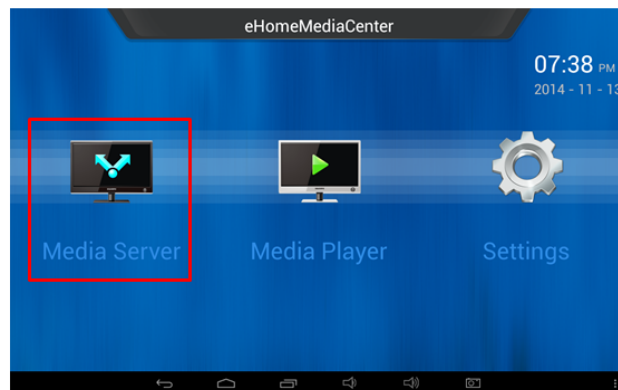 eHomeMediaCenter
07:38 PM
2014 - 11 - 13
Media Server
Media Player
Settings